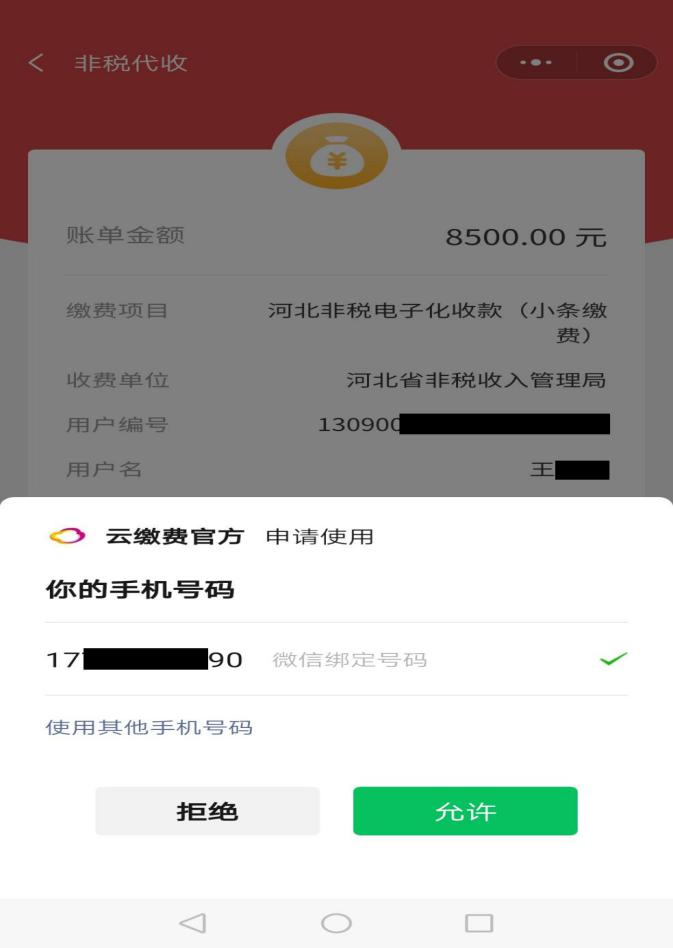 非税代收
¥
账单金额 8500.00 元
缴费项目 河北非税电子化收款（小条缴
费）
收费单位 河北省非税收入管理局
用户编号 130900
用户名 王
云缴费官方 申请使用
你的手机号码
17 90 微信绑定号码
使用其他手机号码
拒绝 允许